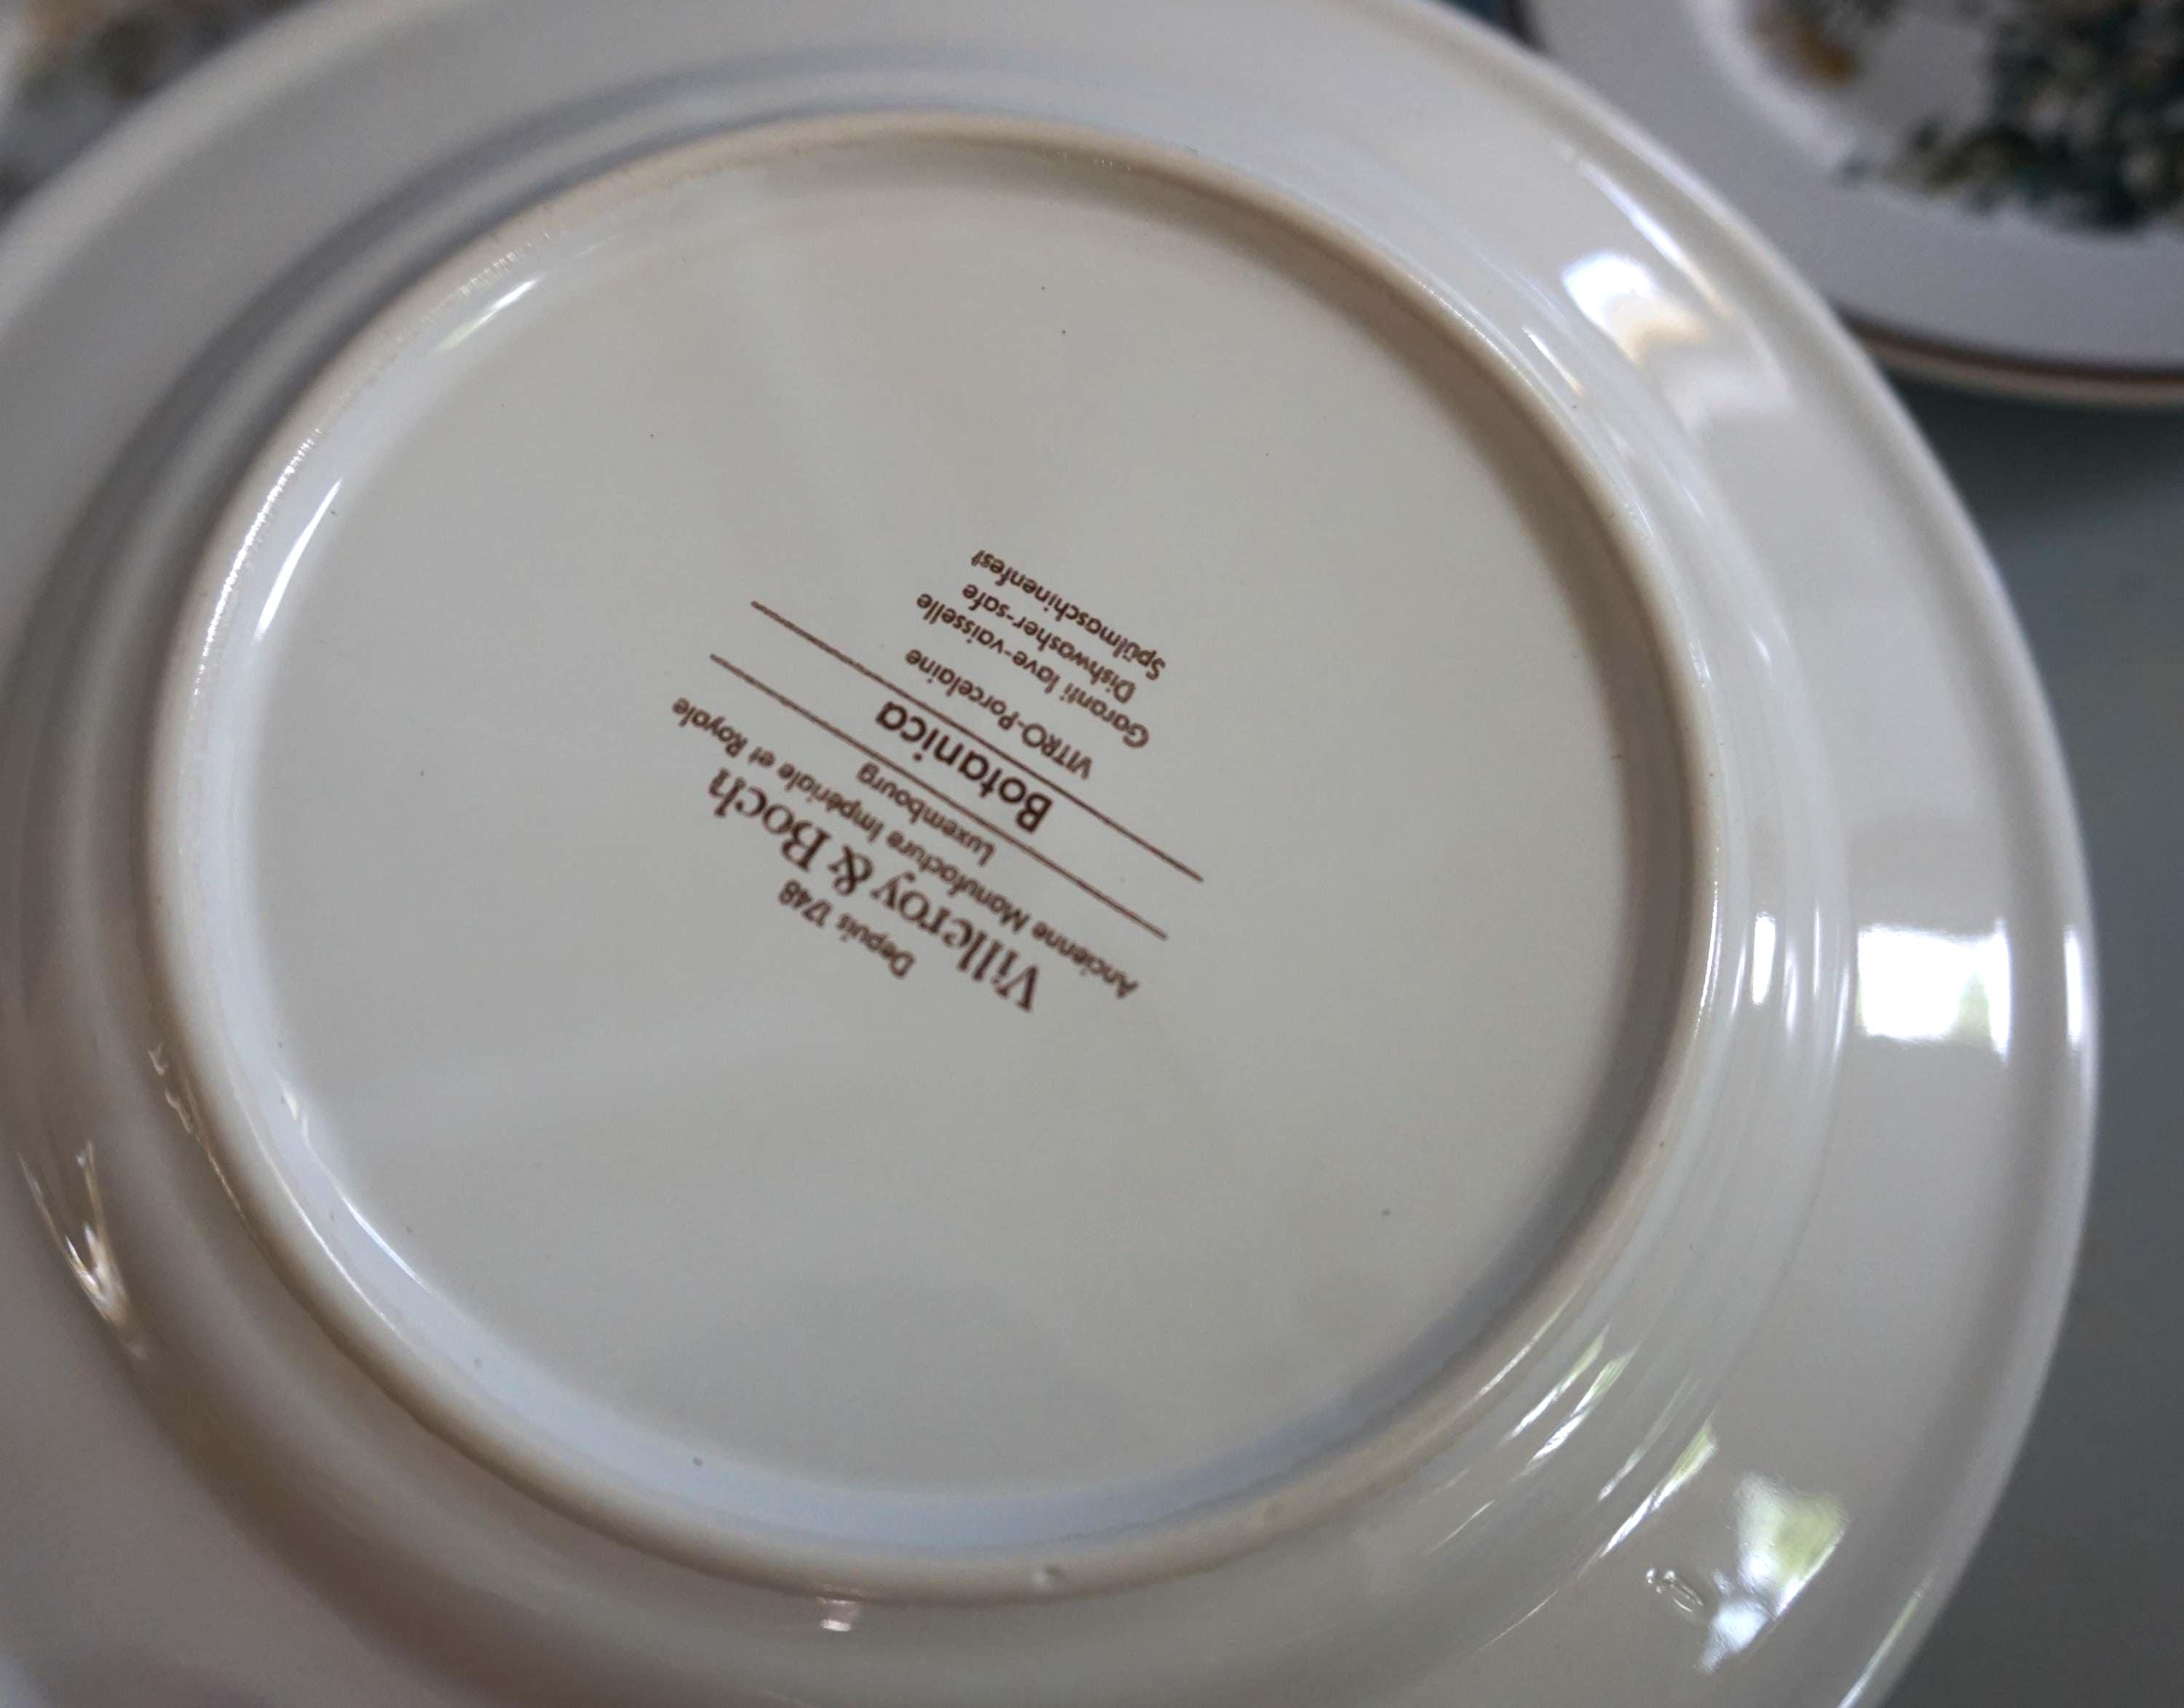 Depuis 1748
Villeroy & Boch
Ancienne Manufacture Impériale et Royale
Luxembourg
Botanica
VITRO-Porcelaine
Garanti lave-vaisselle
Dishwasher-safe
Spülmaschinenfest